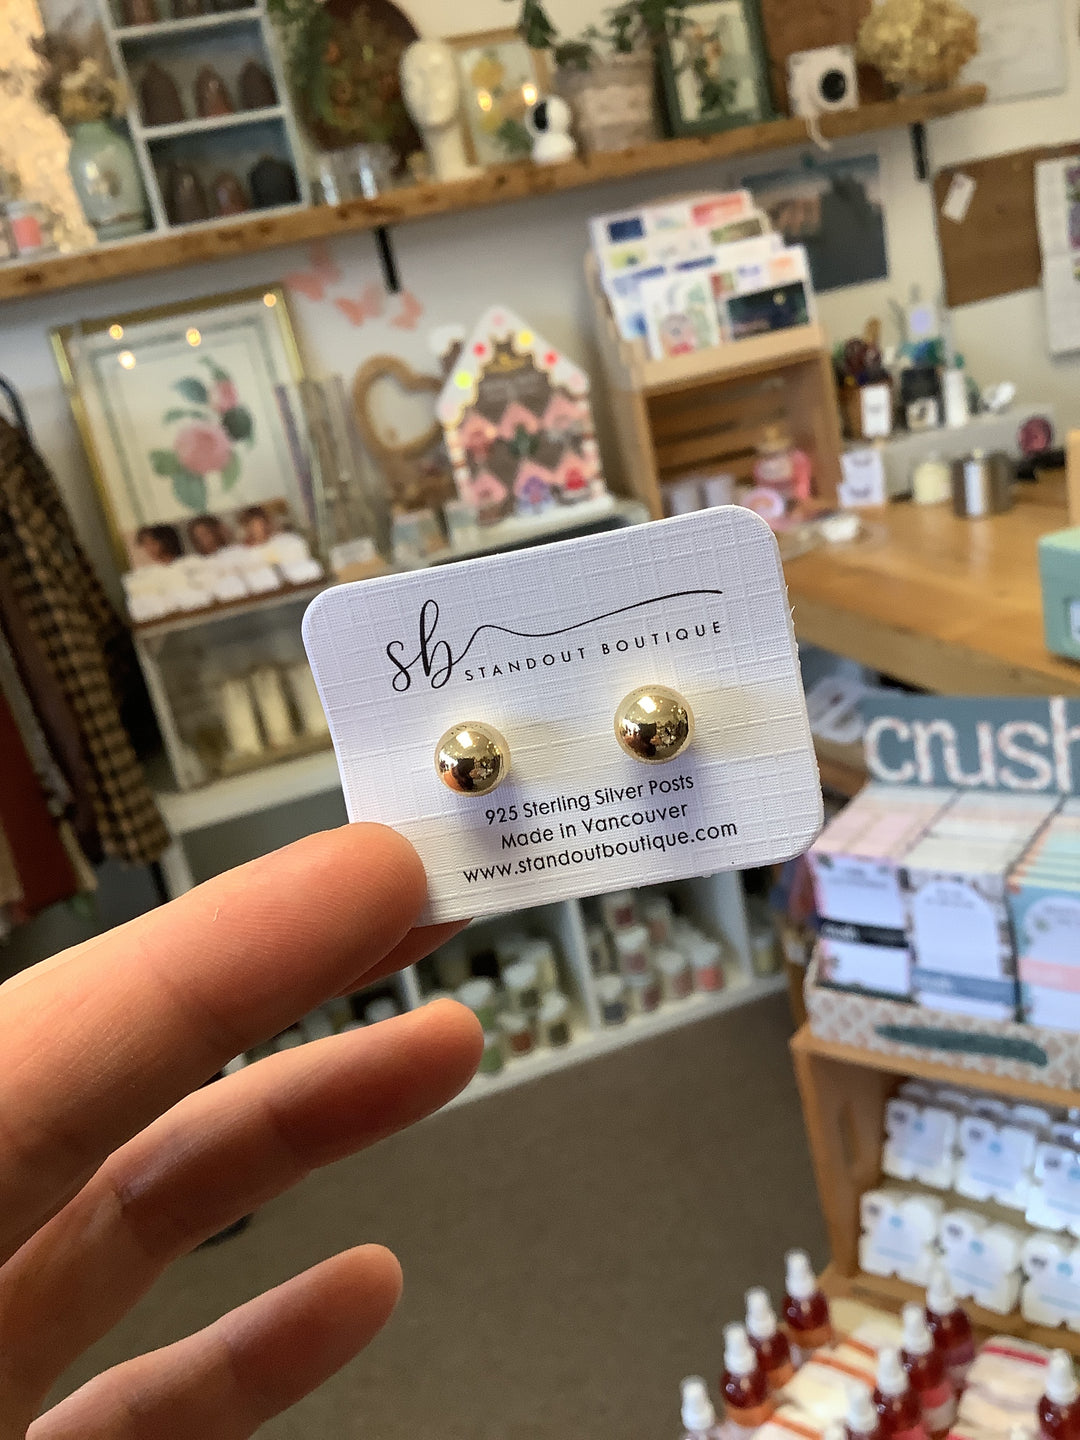 sb
STANDOUT BOUTIQUE
925 Sterling Silver Posts
Made in Vancouver
www.standoutboutique.com
crush